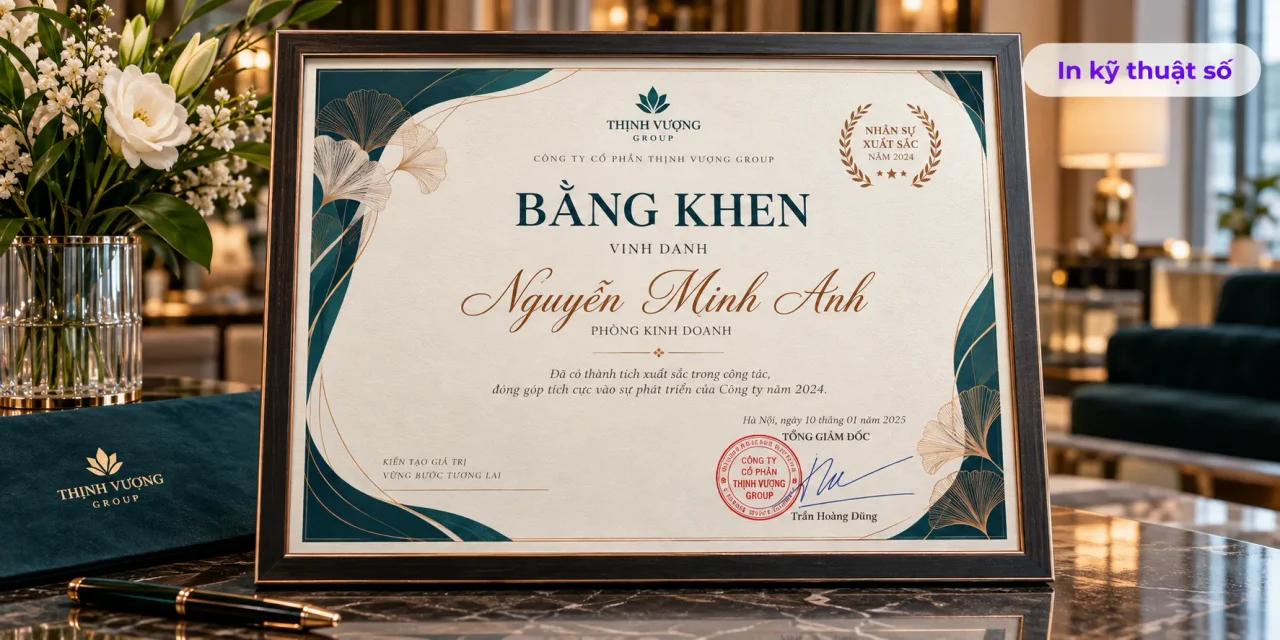 In kỹ thuật số
THỊNH VƯỢNG
GROUP
CÔNG TY CỔ PHẦN THỊNH VƯỢNG GROUP
NHÂN SỰ
XUẤT SẮC
NĂM 2024
BẰNG KHEN
VINH DANH
Nguyễn Minh Anh
PHÒNG KINH DOANH
Đã có thành tích xuất sắc trong công tác,
đóng góp tích cực vào sự phát triển của Công ty năm 2024.
Hà Nội, ngày 10 tháng 01 năm 2025
TỔNG GIÁM ĐỐC
CÔNG TY
CỔ PHẦN
THỊNH VƯỢNG
GROUP
Trần Hoàng Dũng
KIẾN TẠO GIÁ TRỊ
VỮNG BƯỚC TƯƠNG LAI
THỊNH VƯỢNG
GROUP